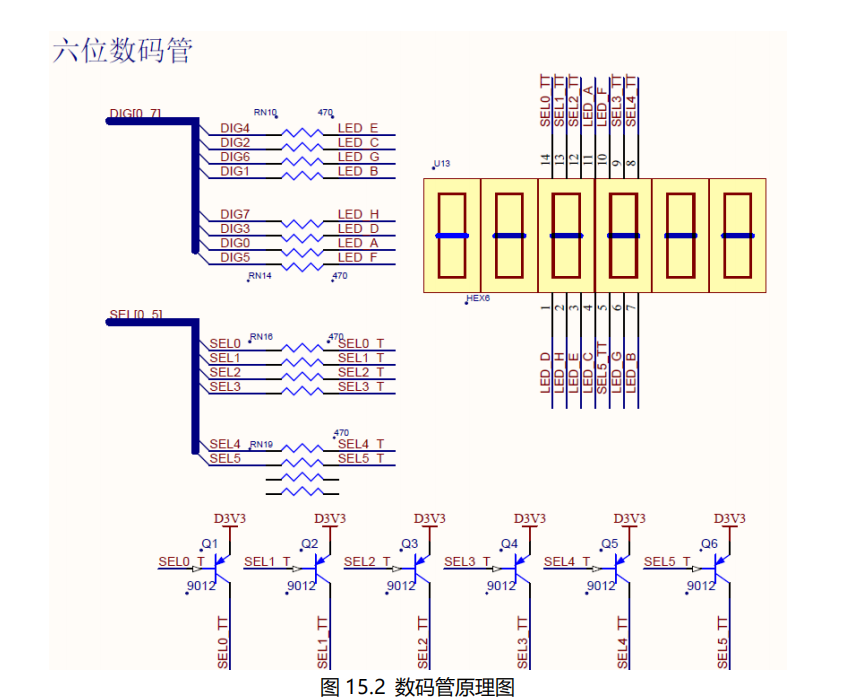 六位数码管
DIG[0..7]
RN10 470
DIG4 LED_E
DIG2 LED_C
DIG6 LED_G
DIG1 LED_B
DIG7 LED_H
DIG3 LED_D
DIG0 LED_A
DIG5 LED_F
RN14 470
SEL[0..5]
RN16 470
SEL0 SEL0_T
SEL1 SEL1_T
SEL2 SEL2_T
SEL3 SEL3_T
470
SEL4 RN19 SEL4_T
SEL5 SEL5_T
SEL0_TT SEL1_TT SEL2_TT LED_A LED_F SEL3_TT SEL4_TT
14 13 12 11 10 9 8
U13
HEX6
1 2 3 4 5 6 7
LED_D LED_H LED_E LED_C SEL5_TT LED_G LED_B
D3V3 D3V3 D3V3 D3V3 D3V3 D3V3
Q1 Q2 Q3 Q4 Q5 Q6
SEL0_T SEL1_T SEL2_T SEL3_T SEL4_T SEL5_T
9012 9012 9012 9012 9012 9012
SEL0_TT SEL1_TT SEL2_TT SEL3_TT SEL4_TT SEL5_TT
图 15.2 数码管原理图